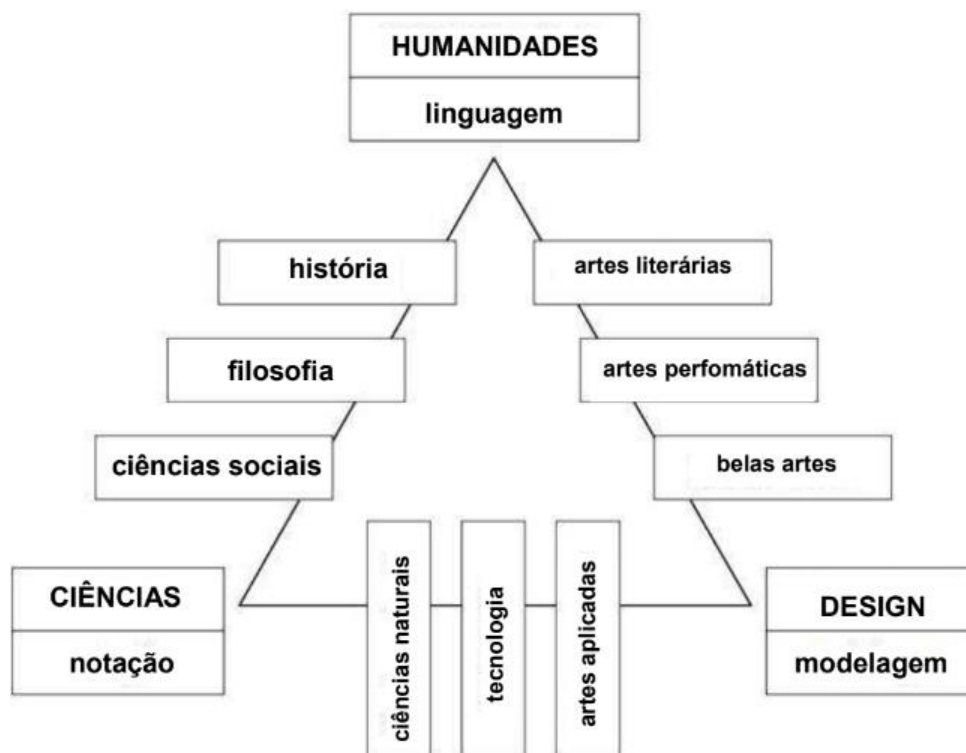 HUMANIDADES
linguagem
história
artes literárias
filosofia
artes perfomáticas
ciências sociais
belas artes
CIÊNCIAS
notação
ciências naturais
tecnologia
artes aplicadas
DESIGN
modelagem